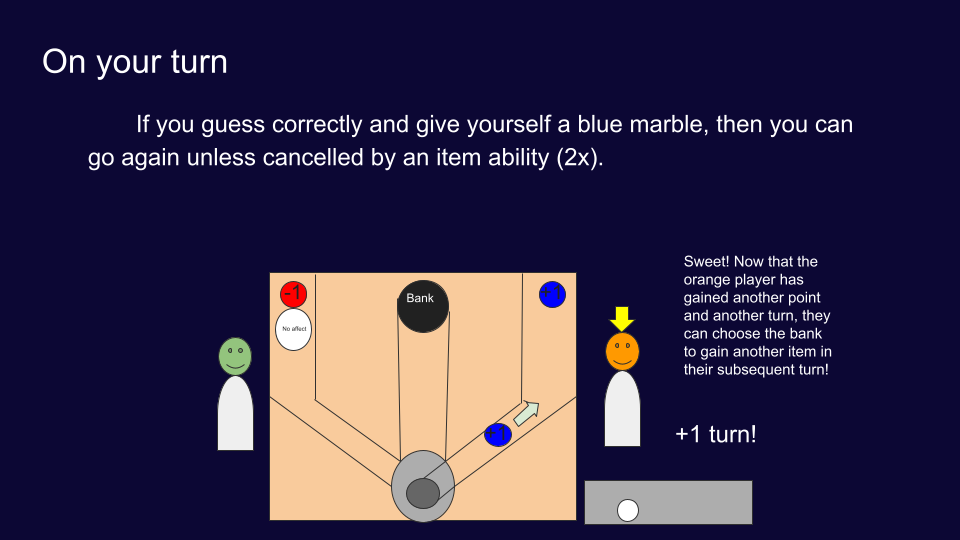 On your turn
If you guess correctly and give yourself a blue marble, then you can
go again unless cancelled by an item ability (2x).
Sweet! Now that the
orange player has
gained another point
and another turn, they
can choose the bank
to gain another item in
their subsequent turn!
-1
Bank
+1
No affect
+1
+1 turn!